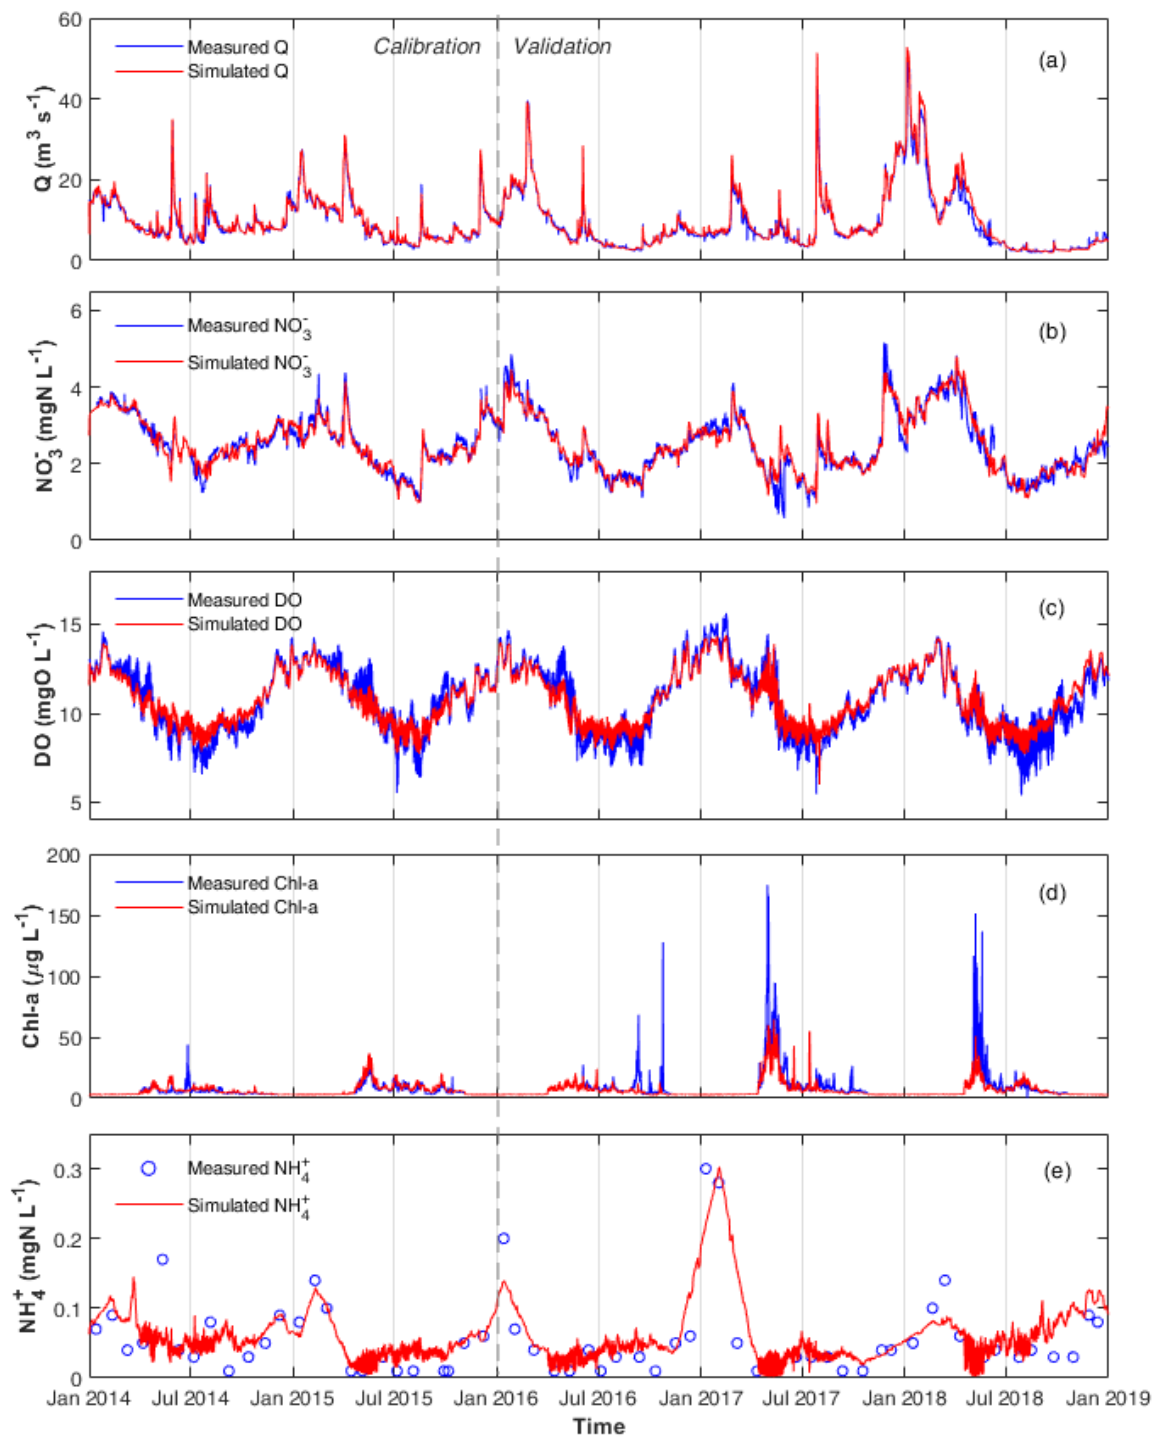 60
Measured Q
Simulated Q
Calibration
Validation
(a)
40
20
0
Q (m³ s⁻¹)
6
Measured NO₃⁻
Simulated NO₃⁻
(b)
4
2
0
NO₃⁻ (mgN L⁻¹)
Measured DO
Simulated DO
(c)
15
10
5
DO (mgO L⁻¹)
200
Measured Chl-a
Simulated Chl-a
(d)
150
100
50
0
Chl-a (μg L⁻¹)
Measured NH₄⁺
Simulated NH₄⁺
(e)
0.3
0.2
0.1
0
NH₄⁺ (mgN L⁻¹)
Jan 2014 Jul 2014 Jan 2015 Jul 2015 Jan 2016 Jul 2016 Jan 2017 Jul 2017 Jan 2018 Jul 2018 Jan 2019
Time